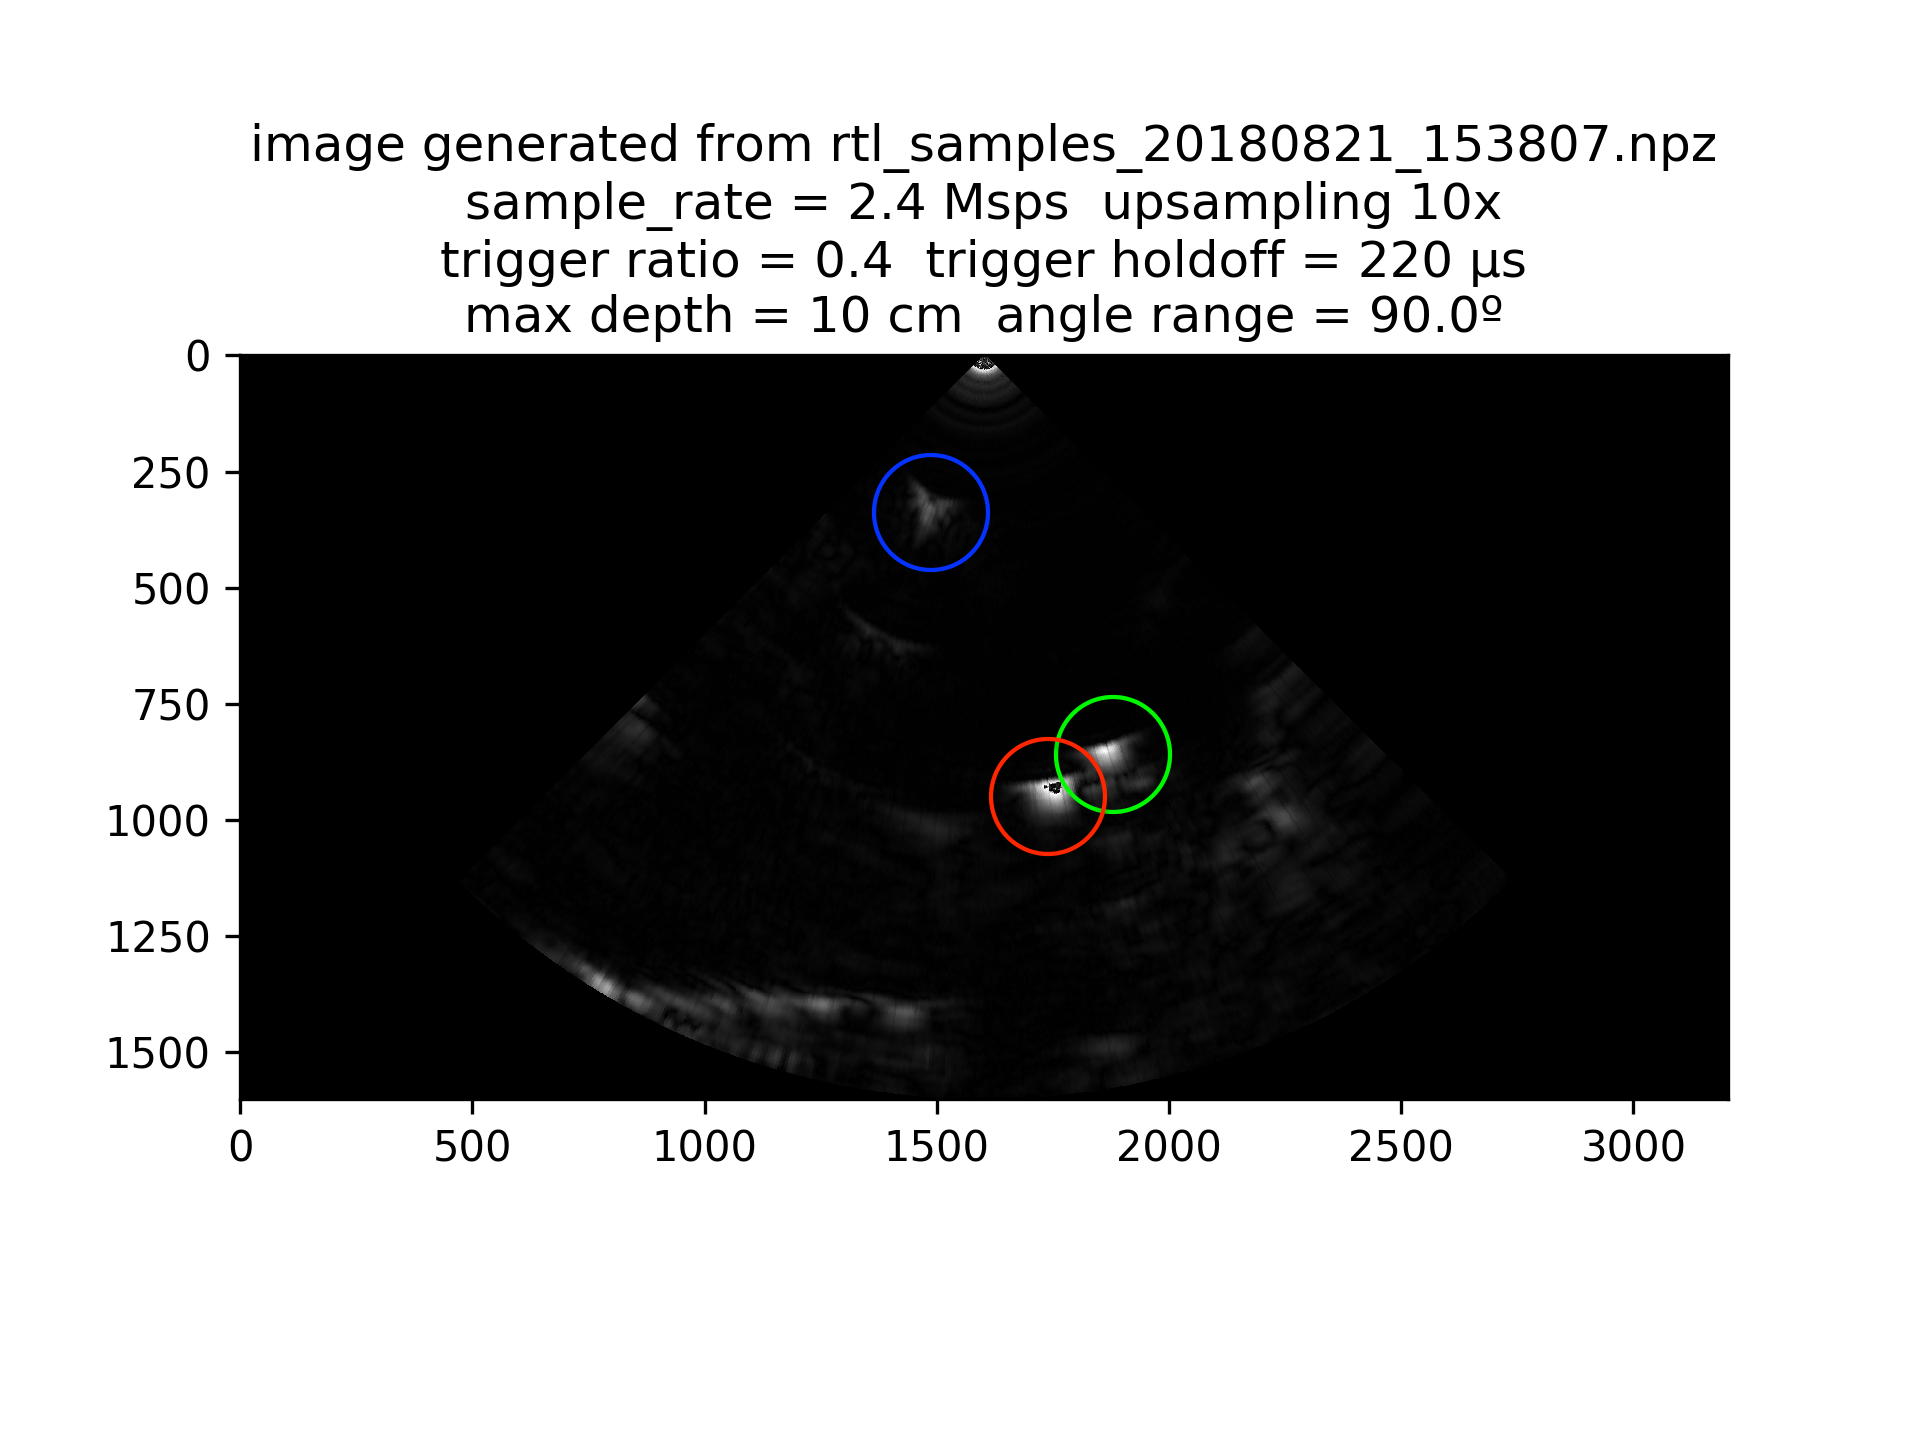 image generated from rtl_samples_20180821_153807.npz
sample_rate = 2.4 Msps  upsampling 10x
trigger ratio = 0.4  trigger holdoff = 220 µs
max depth = 10 cm  angle range = 90.0º
0
250
500
750
1000
1250
1500
0 500 1000 1500 2000 2500 3000